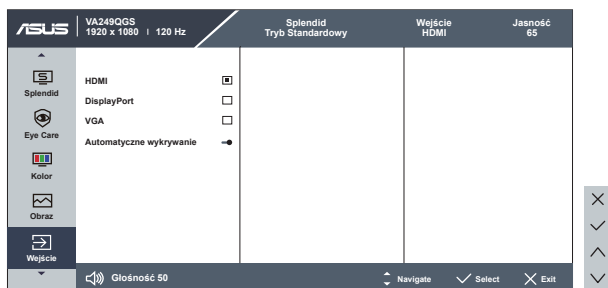 ASUS
VA249QGS
1920 x 1080 | 120 Hz
Splendid
Tryb Standardowy
Wejście
HDMI
Jasność
65
Splendid
Eye Care
Kolor
Obraz
Wejście
HDMI
DisplayPort
VGA
Automatyczne wykrywanie
Głośność 50
Navigate
Select
Exit